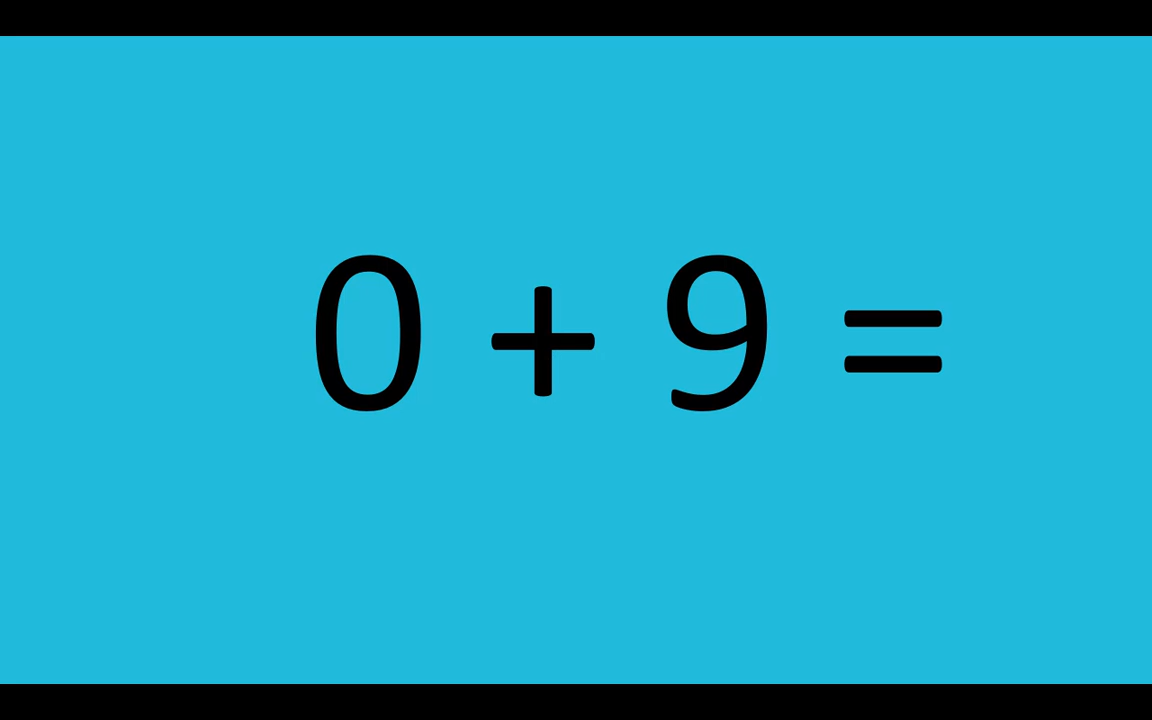 0 + 9 =